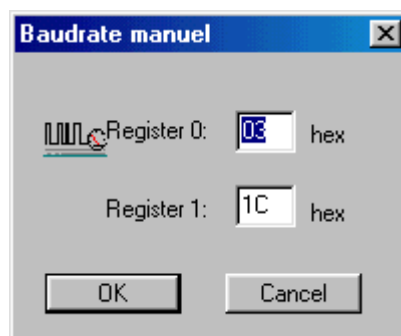 Baudrate manuel
Register 0: 03 hex
Register 1: 1C hex
OK Cancel